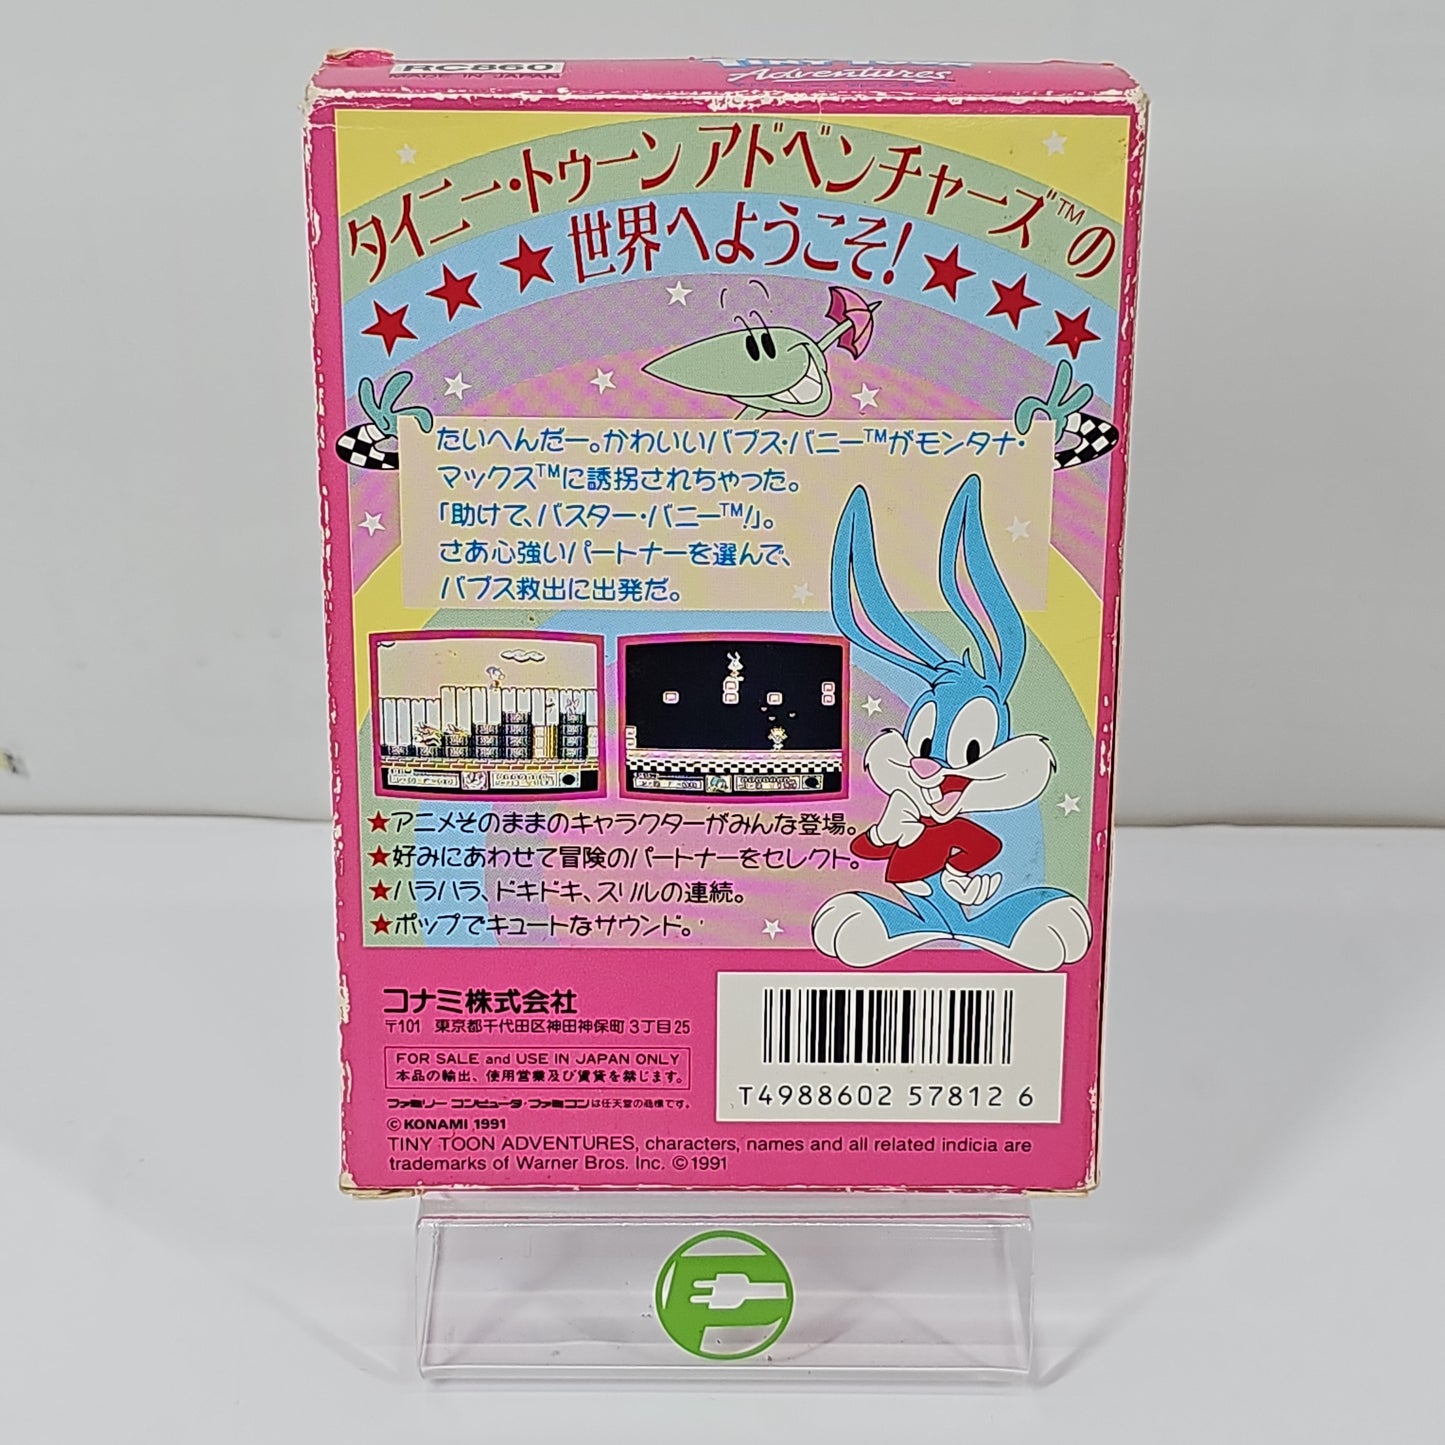 RC860
MADE IN JAPAN
TINY TOON
Adventures
タイニー・トゥーン アドベンチャーズ™の
世界へようこそ!
たいへんだー。かわいいバブス・バニー™がモンタナ・
マックス™に誘拐されちゃった。
「助けて、バスター・バニー™!」。
さあ心強いパートナーを選んで、
バブス救出に出発だ。
★アニメそのままのキャラクターがみんな登場。
★好みにあわせて冒険のパートナーをセレクト。
★ハラハラ、ドキドキ、スリルの連続。
★ポップでキュートなサウンド。
コナミ株式会社
〒101 東京都千代田区神田神保町3丁目25
FOR SALE and USE IN JAPAN ONLY
本品の輸出、使用営業及び賃貸を禁じます。
ファミリーコンピュータ・ファミコンは任天堂の商標です。
©KONAMI 1991
TINY TOON ADVENTURES, characters, names and all related indicia are
trademarks of Warner Bros. Inc. ©1991
T4988602 57812 6